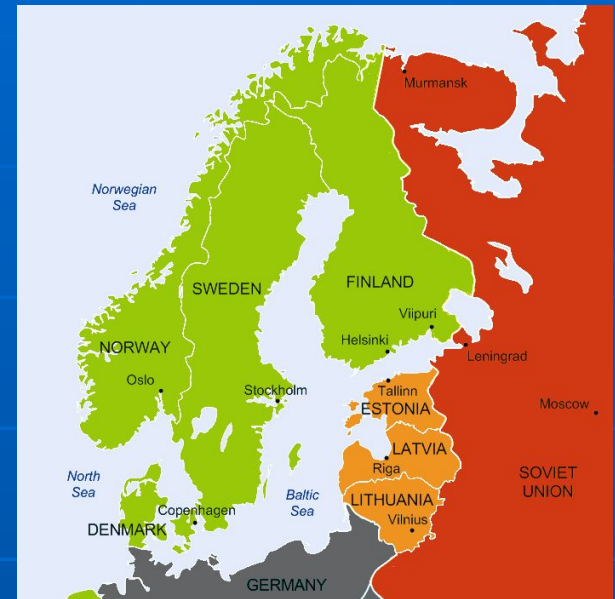 Murmansk
Norwegian
Sea
SWEDEN
FINLAND
Viipuri
Helsinki
NORWAY
Leningrad
Oslo
Stockholm
Tallinn
ESTONIA
Moscow
LATVIA
Riga
North
Sea
SOVIET
UNION
Baltic
Sea
LITHUANIA
Copenhagen
Vilnius
DENMARK
GERMANY